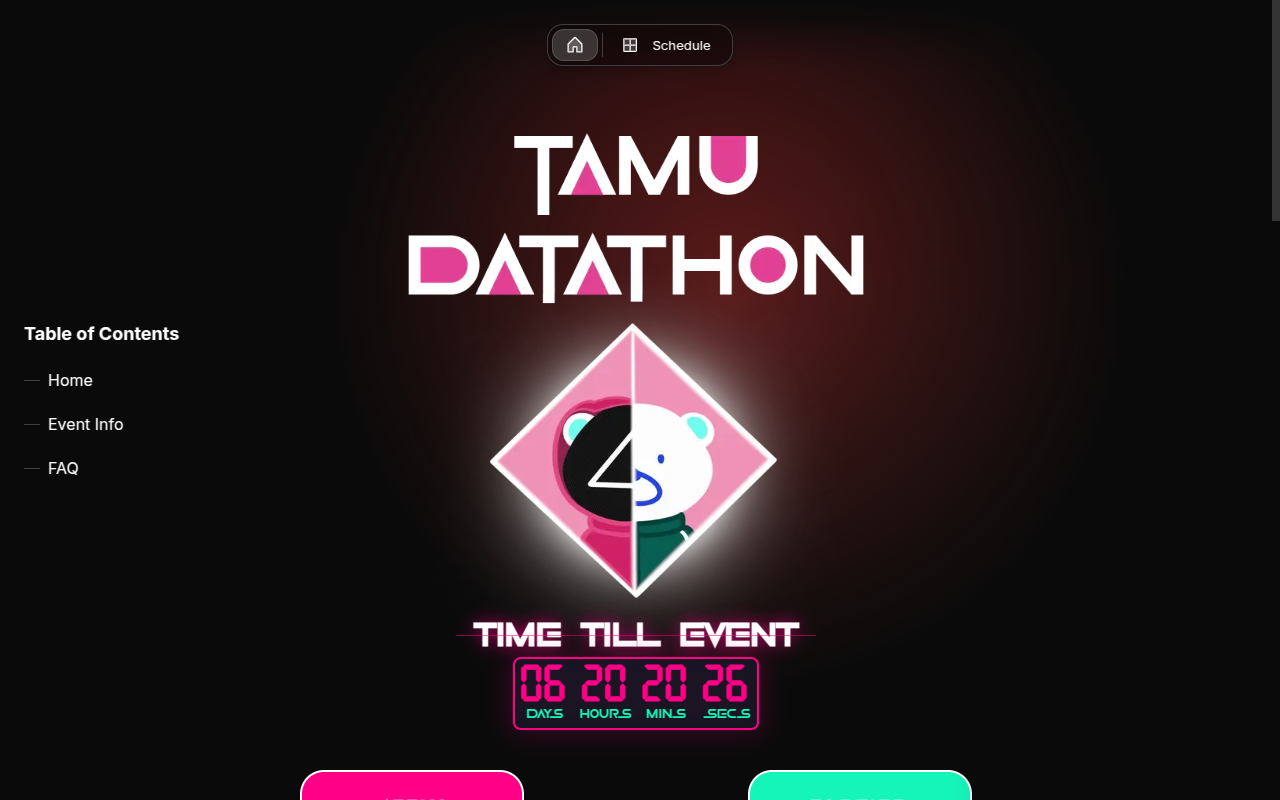 Schedule
TAMU
DATATHON
Table of Contents
Home
Event Info
FAQ
TIME TILL EVENT
06 20 20 26
DAYS HOURS MINS SECS